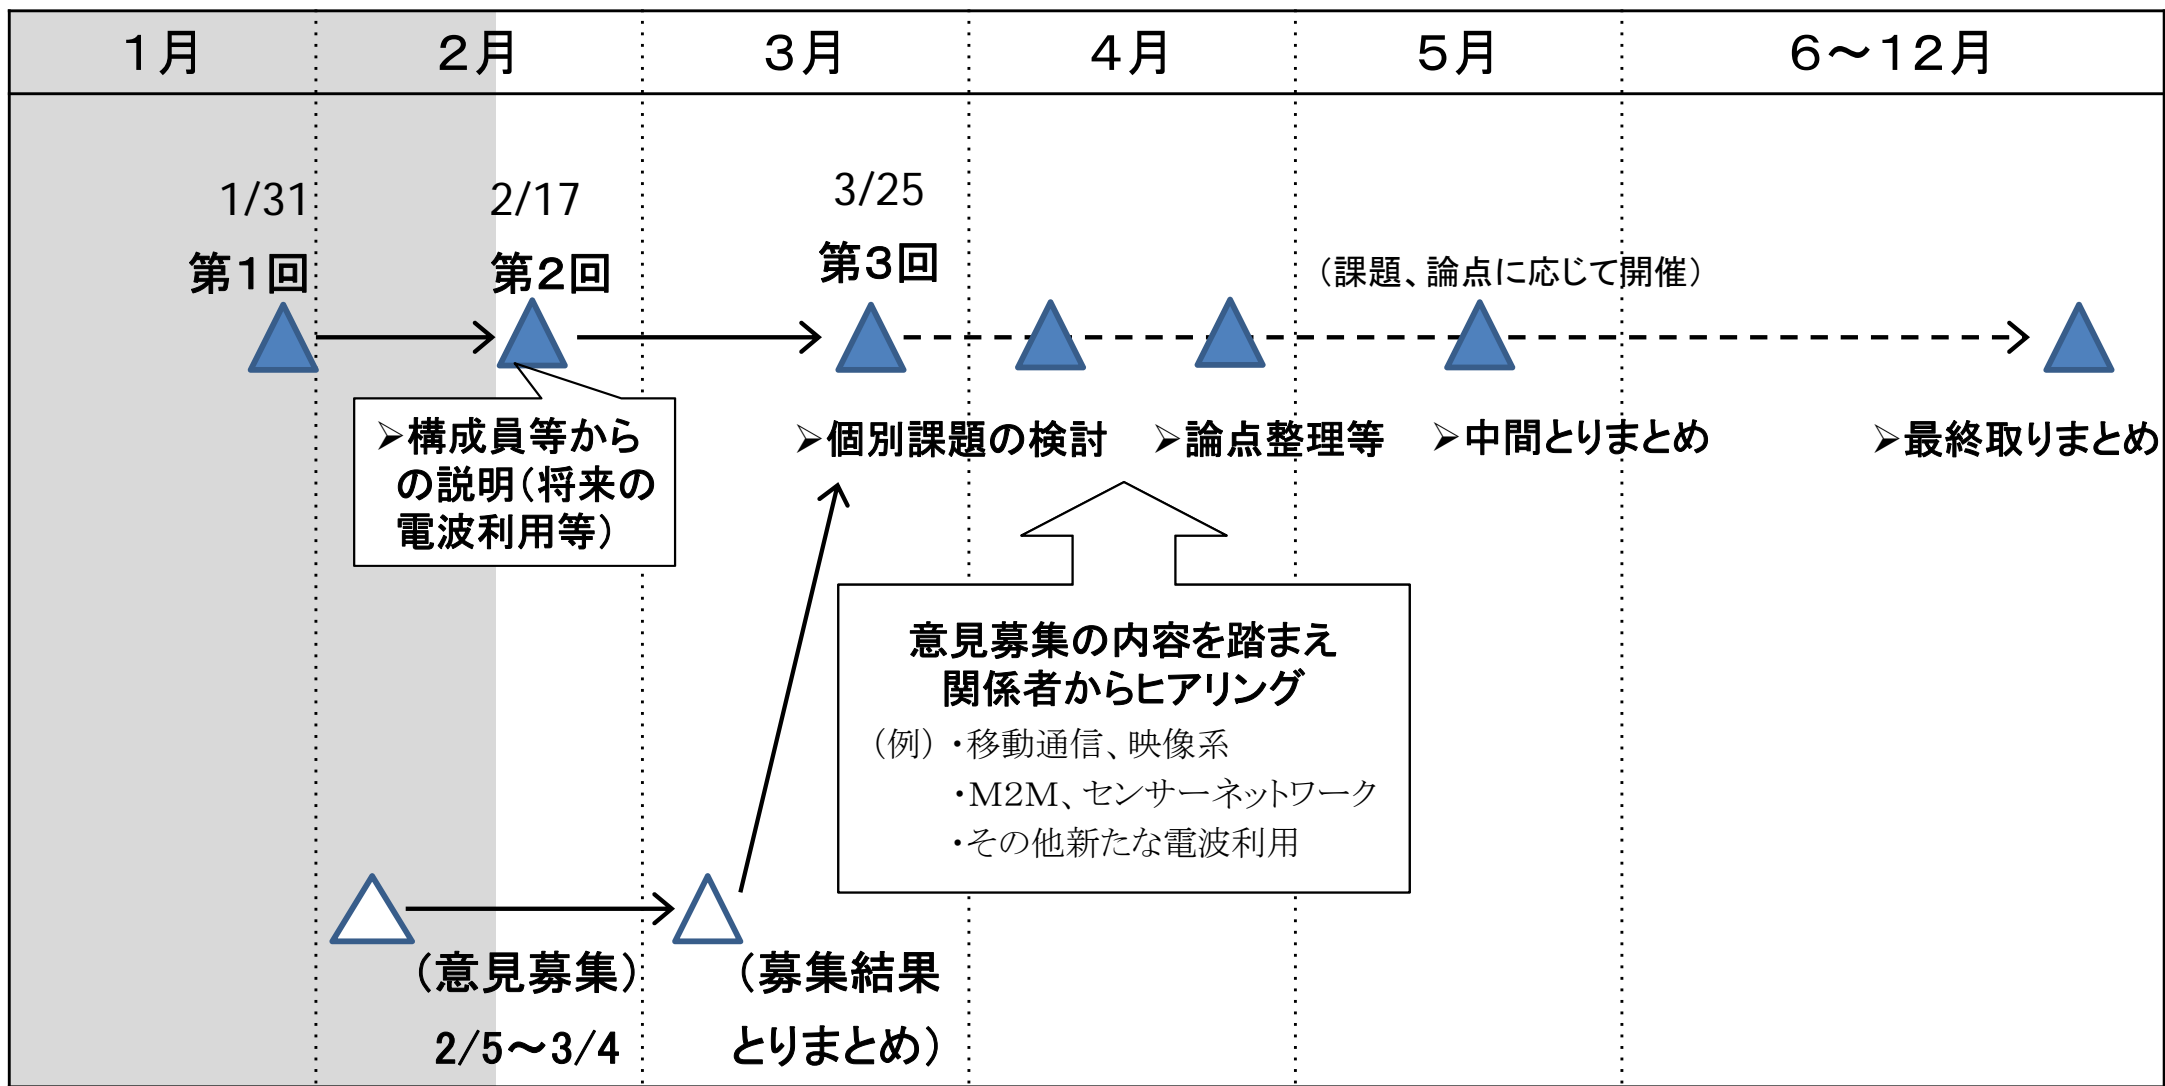 1月
2月
3月
4月
5月
6～12月
1/31
第1回
2/17
第2回
3/25
第3回
（課題、論点に応じて開催）
➢構成員等から
の説明（将来の
電波利用等）
➢個別課題の検討
➢論点整理等
➢中間とりまとめ
➢最終取りまとめ
意見募集の内容を踏まえ
関係者からヒアリング
（例）・移動通信、映像系
・M2M、センサーネットワーク
・その他新たな電波利用
（意見募集）
2/5～3/4
（募集結果
とりまとめ）